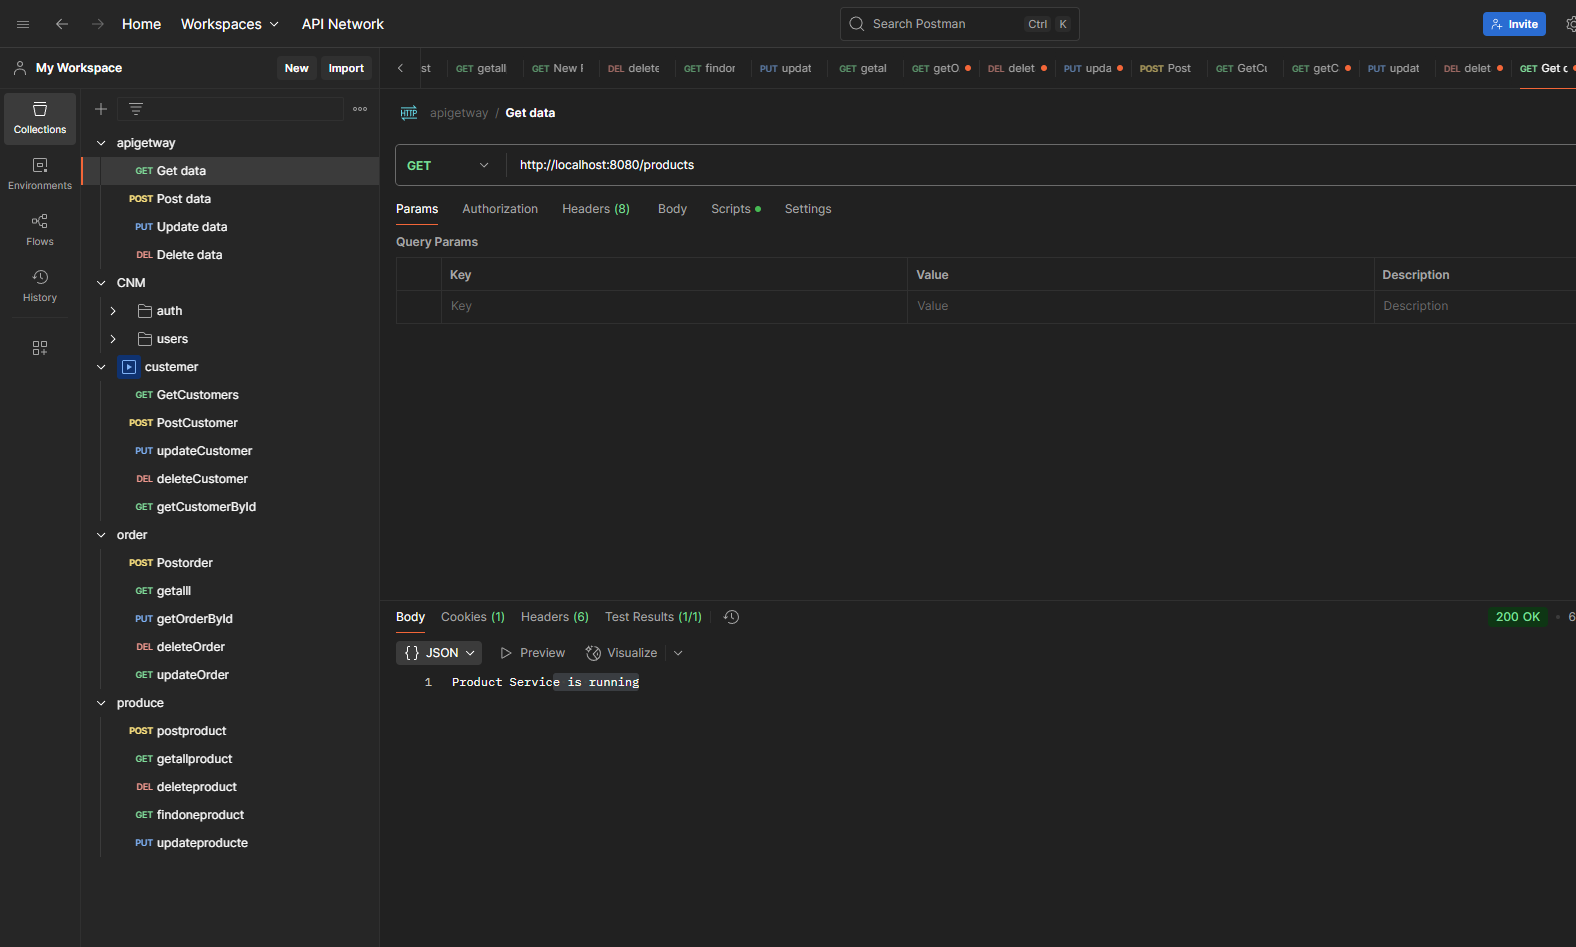 Home Workspaces API Network Search Postman Ctrl K Invite
My Workspace New Import
st GET getall GET New DEL delete GET findor PUT updat GET getal GET getO DEL delet PUT upda POST Post GET GetCu GET getC PUT updat DEL delet GET Get
Collections
Environments
Flows
History
apigetway
GET Get data
POST Post data
PUT Update data
DEL Delete data
CNM
auth
users
custemer
GET GetCustomers
POST PostCustomer
PUT updateCustomer
DEL deleteCustomer
GET getCustomerById
order
POST Postorder
GET getalll
PUT getOrderById
DEL deleteOrder
GET updateOrder
produce
POST postproduct
GET getallproduct
DEL deleteproduct
GET findoneproduct
PUT updateproducte
HTTP apigetway / Get data
GET http://localhost:8080/products
Params Authorization Headers (8) Body Scripts Settings
Query Params
Key Value Description
Key Value Description
Body Cookies (1) Headers (6) Test Results (1/1) 200 OK 6
{} JSON Preview Visualize
1 Product Service is running